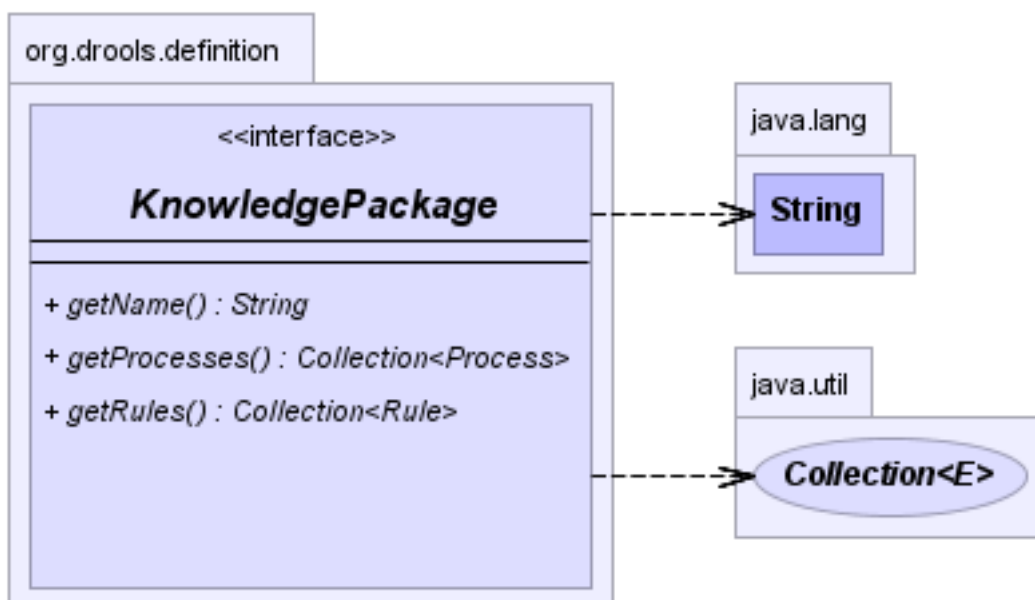 org.drools.definition
<<interface>>
KnowledgePackage
+ getName() : String
+ getProcesses() : Collection<Process>
+ getRules() : Collection<Rule>
java.lang
String
java.util
Collection<E>